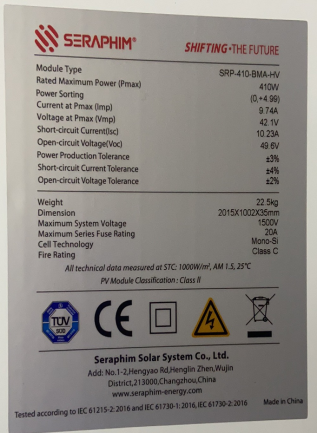 SERAPHIM®
SHIFTING•THE FUTURE
Module Type SRP-410-BMA-HV
Rated Maximum Power (Pmax) 410W
Power Sorting (0,+4.99)
Current at Pmax (Imp) 9.74A
Voltage at Pmax (Vmp) 42.1V
Short-circuit Current(Isc) 10.23A
Open-circuit Voltage(Voc) 49.6V
Power Production Tolerance ±3%
Short-circuit Current Tolerance ±4%
Open-circuit Voltage Tolerance ±2%
Weight 22.5kg
Dimension 2015X1002X35mm
Maximum System Voltage 1500V
Maximum Series Fuse Rating 20A
Cell Technology Mono-Si
Fire Rating Class C
All technical data measured at STC: 1000W/m², AM 1.5, 25°C
PV Module Classification : Class II
TÜV
SÜD
CE
Seraphim Solar System Co., Ltd.
Add: No.1-2,Hengyao Rd,Henglin Zhen,Wujin
District,213000,Changzhou,China
www.seraphim-energy.com
Tested according to IEC 61215-2: 2016 and IEC 61730-1: 2016, IEC 61730-2: 2016 Made in China